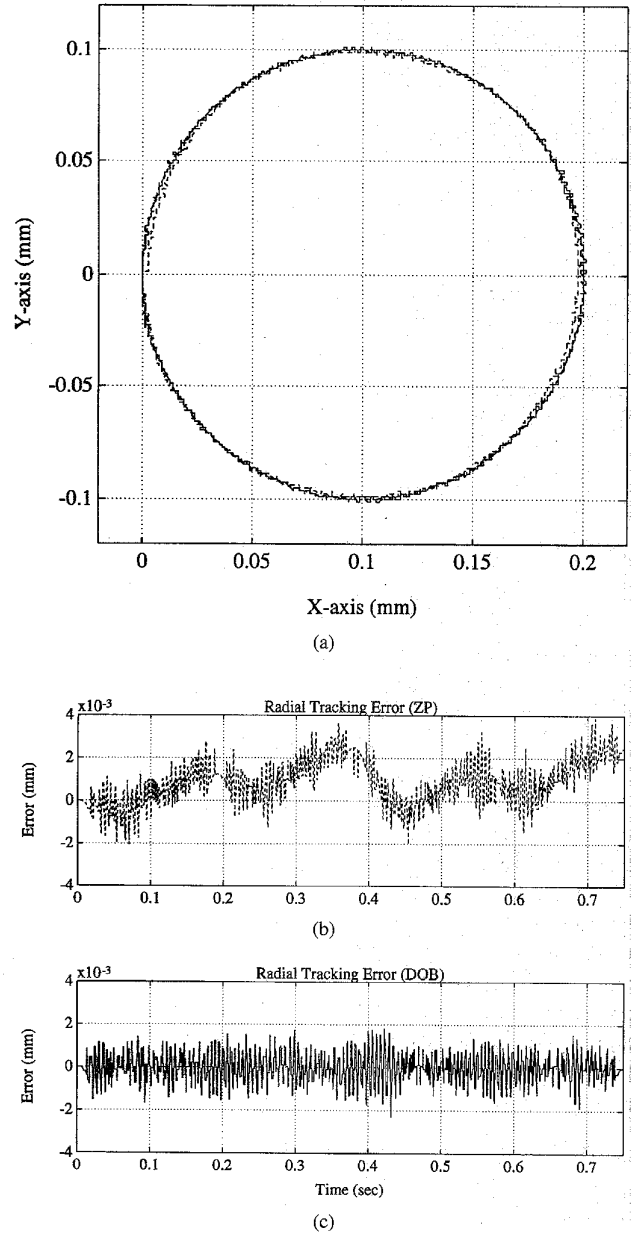 0.1
0.05
0
-0.05
-0.1
Y-axis (mm)
0 0.05 0.1 0.15 0.2
X-axis (mm)
(a)
x10-3
Radial Tracking Error (ZP)
4
2
0
-2
-4
Error (mm)
0 0.1 0.2 0.3 0.4 0.5 0.6 0.7
(b)
x10-3
Radial Tracking Error (DOB)
4
2
0
-2
-4
Error (mm)
0 0.1 0.2 0.3 0.4 0.5 0.6 0.7
Time (sec)
(c)